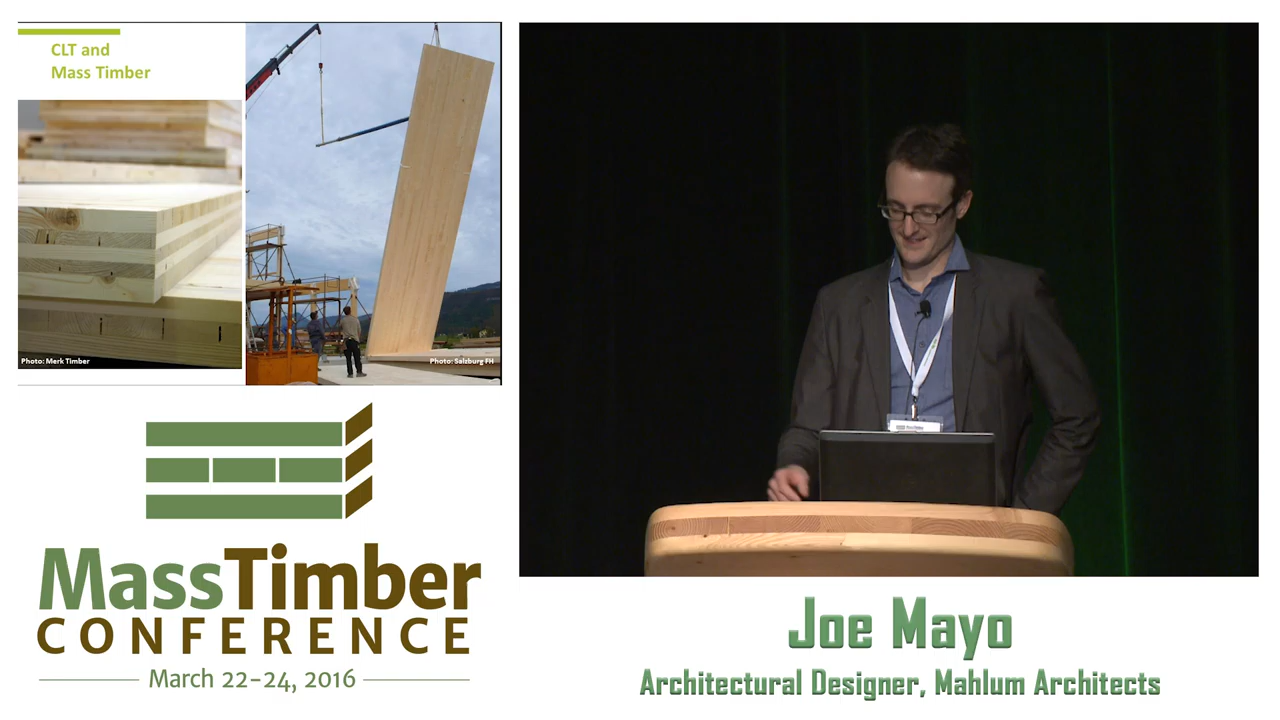 CLT and
Mass Timber
Photo: Merk Timber
Photo: Salzburg FH
MassTimber
CONFERENCE
March 22-24, 2016
Joe Mayo
Architectural Designer, Mahlum Architects